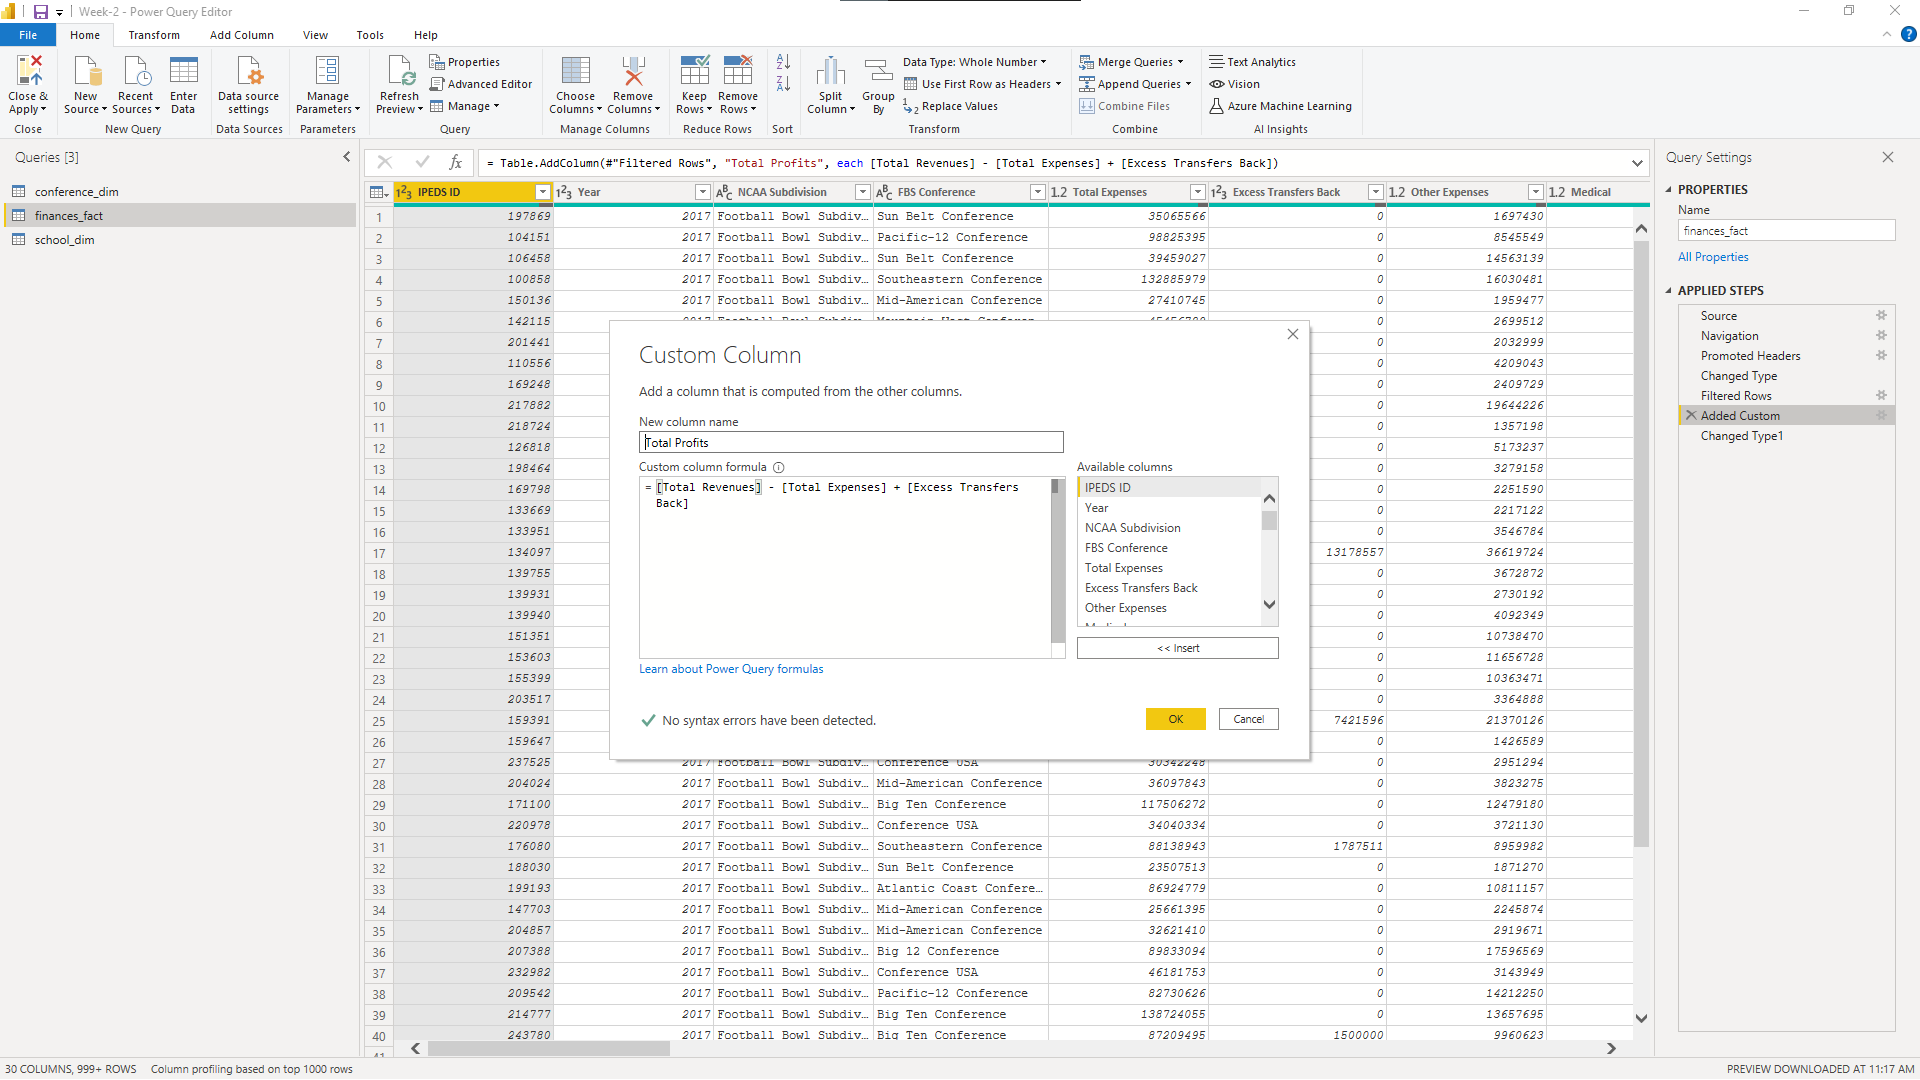 Week-2 - Power Query Editor
File Home Transform Add Column View Tools Help
Close & Apply
New Source
Recent Sources
Enter Data
Data source settings
Manage Parameters
Refresh Preview
Properties
Advanced Editor
Manage
Choose Columns
Remove Columns
Keep Rows
Remove Rows
Split Column
Group By
Data Type: Whole Number
Use First Row as Headers
Replace Values
Merge Queries
Append Queries
Combine Files
Text Analytics
Vision
Azure Machine Learning
Close New Query Data Sources Parameters Query Manage Columns Reduce Rows Sort Transform Combine AI Insights
Queries [3]
conference_dim
finances_fact
school_dim
= Table.AddColumn(#"Filtered Rows", "Total Profits", each [Total Revenues] - [Total Expenses] + [Excess Transfers Back])
IPEDS ID Year NCAA Subdivision FBS Conference Total Expenses Excess Transfers Back Other Expenses Medical
1 197869 2017 Football Bowl Subdiv... Sun Belt Conference 35065566 0 1697430
2 104151 2017 Football Bowl Subdiv... Pacific-12 Conference 98825395 0 8545549
3 106458 2017 Football Bowl Subdiv... Sun Belt Conference 39459027 0 14563139
4 100858 2017 Football Bowl Subdiv... Southeastern Conference 132885979 0 16030481
5 150136 2017 Football Bowl Subdiv... Mid-American Conference 27410745 0 1959477
6 142115 0 2699512
7 201441 0 2032999
8 110556 0 4209043
9 169248 0 2409729
10 217882 0 19644226
11 218724 0 1357198
12 126818 0 5173237
13 198464 0 3279158
14 169798 0 2251590
15 133669 0 2217122
16 133951 0 3546784
17 134097 13178557 36619724
18 139755 0 3672872
19 139931 0 2730192
20 139940 0 4092349
21 151351 0 10738470
22 153603 0 11656728
23 155399 0 10363471
24 203517 0 3364888
25 159391 7421596 21370126
26 159647 0 1426589
27 237525 2017 Football Bowl Subdiv... Conference USA 30342248 0 2951294
28 204024 2017 Football Bowl Subdiv... Mid-American Conference 36097843 0 3823275
29 171100 2017 Football Bowl Subdiv... Big Ten Conference 117506272 0 12479180
30 220978 2017 Football Bowl Subdiv... Conference USA 34040334 0 3721130
31 176080 2017 Football Bowl Subdiv... Southeastern Conference 88138943 1787511 8959982
32 188030 2017 Football Bowl Subdiv... Sun Belt Conference 23507513 0 1871270
33 199193 2017 Football Bowl Subdiv... Atlantic Coast Confere... 86924779 0 10811157
34 147703 2017 Football Bowl Subdiv... Mid-American Conference 25661395 0 2245874
35 204857 2017 Football Bowl Subdiv... Mid-American Conference 32621410 0 2919671
36 207388 2017 Football Bowl Subdiv... Big 12 Conference 89833094 0 17596569
37 232982 2017 Football Bowl Subdiv... Conference USA 46181753 0 3143949
38 209542 2017 Football Bowl Subdiv... Pacific-12 Conference 82730626 0 14212250
39 214777 2017 Football Bowl Subdiv... Big Ten Conference 138724055 0 13657695
40 243780 2017 Football Bowl Subdiv... Big Ten Conference 87209495 1500000 9960623
Custom Column
Add a column that is computed from the other columns.
New column name
Total Profits
Custom column formula
= [Total Revenues] - [Total Expenses] + [Excess Transfers
Back]
Available columns
IPEDS ID
Year
NCAA Subdivision
FBS Conference
Total Expenses
Excess Transfers Back
Other Expenses
<< Insert
Learn about Power Query formulas
No syntax errors have been detected.
OK
Cancel
Query Settings
PROPERTIES
Name
finances_fact
All Properties
APPLIED STEPS
Source
Navigation
Promoted Headers
Changed Type
Filtered Rows
Added Custom
Changed Type1
30 COLUMNS, 999+ ROWS Column profiling based on top 1000 rows
PREVIEW DOWNLOADED AT 11:17 AM